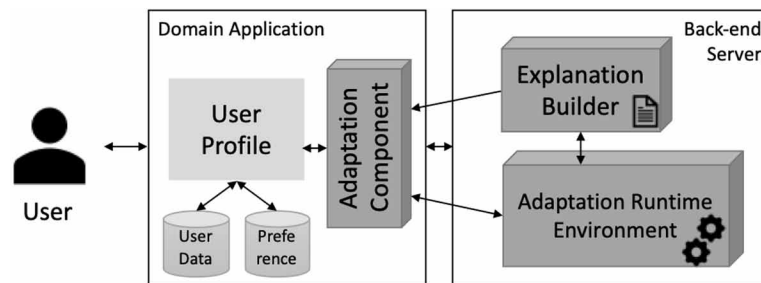 Domain Application
Back-end
Server
User
Profile
Adaptation
Component
Explanation
Builder
User
User
Data
Prefe
rence
Adaptation Runtime
Environment